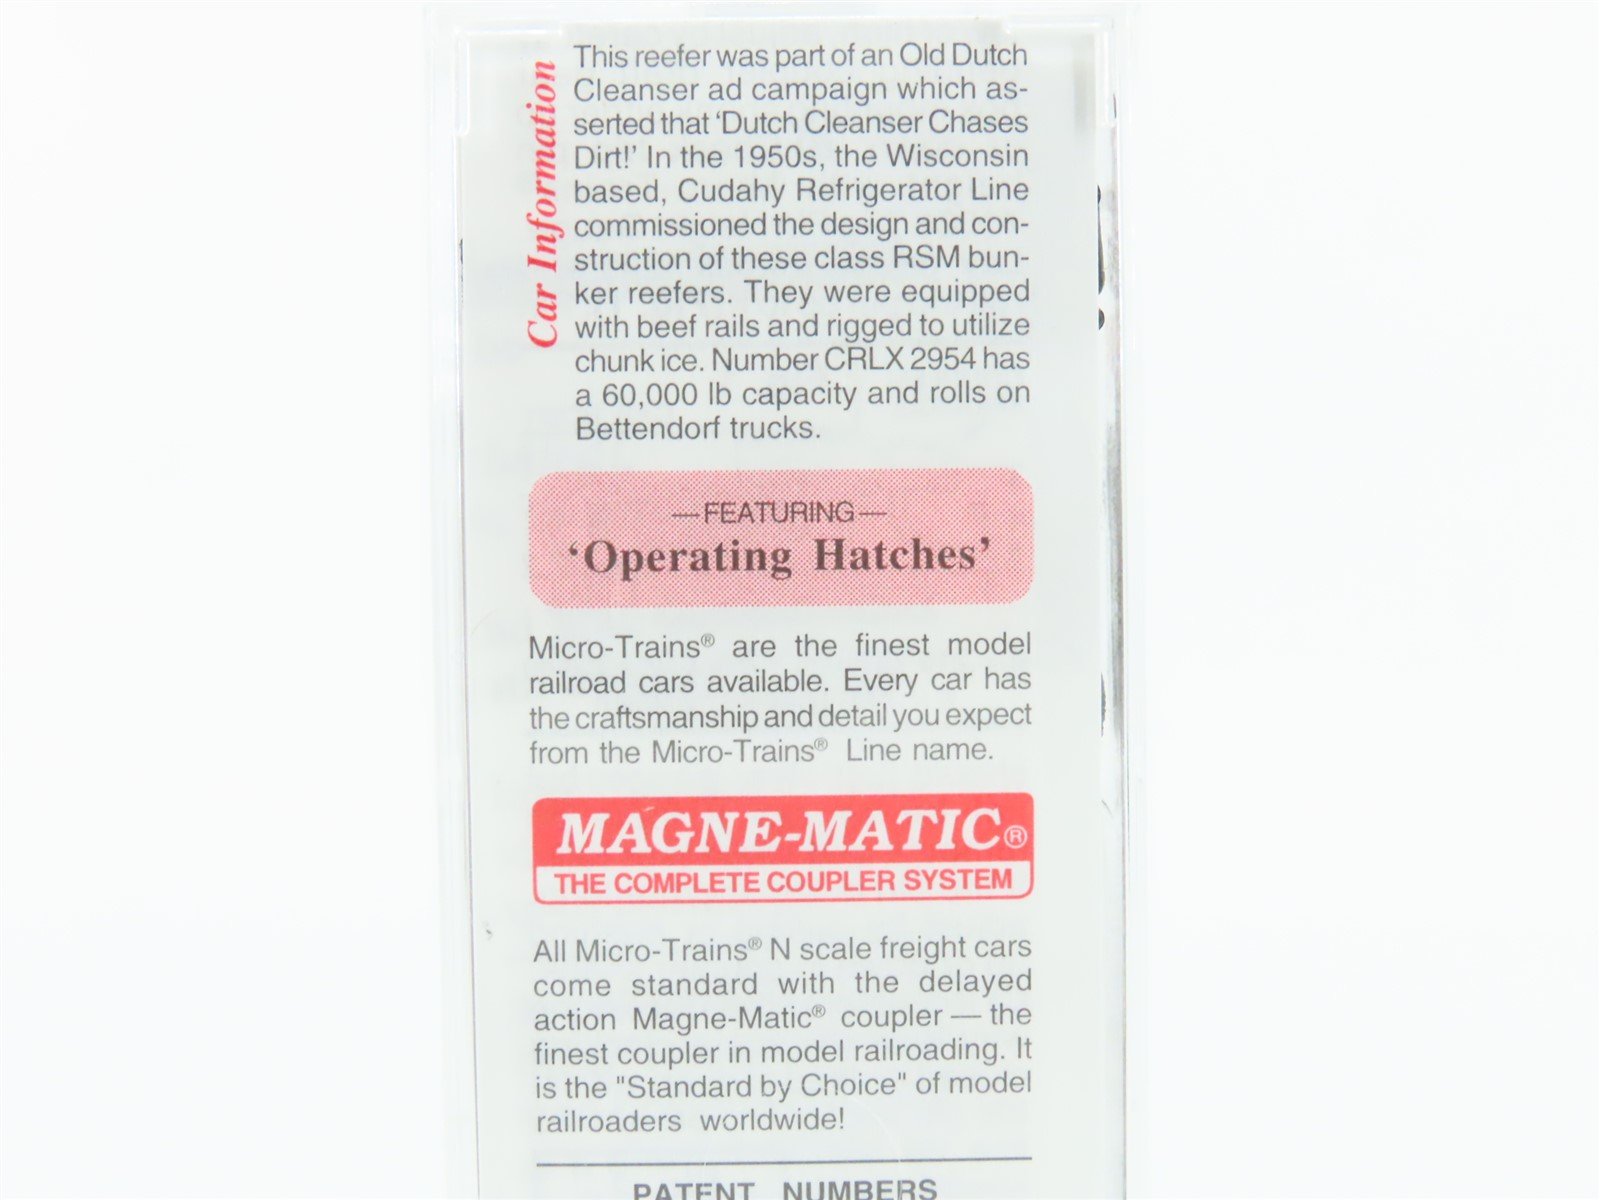 Car Information
This reefer was part of an Old Dutch
Cleanser ad campaign which as-
serted that ‘Dutch Cleanser Chases
Dirt!’ In the 1950s, the Wisconsin
based, Cudahy Refrigerator Line
commissioned the design and con-
struction of these class RSM bun-
ker reefers. They were equipped
with beef rails and rigged to utilize
chunk ice. Number CRLX 2954 has
a 60,000 lb capacity and rolls on
Bettendorf trucks.
—FEATURING—
‘Operating Hatches’
Micro-Trains® are the finest model
railroad cars available. Every car has
the craftsmanship and detail you expect
from the Micro-Trains® Line name.
MAGNE-MATIC®
THE COMPLETE COUPLER SYSTEM
All Micro-Trains® N scale freight cars
come standard with the delayed
action Magne-Matic® coupler — the
finest coupler in model railroading. It
is the "Standard by Choice" of model
railroaders worldwide!
PATENT NUMBERS